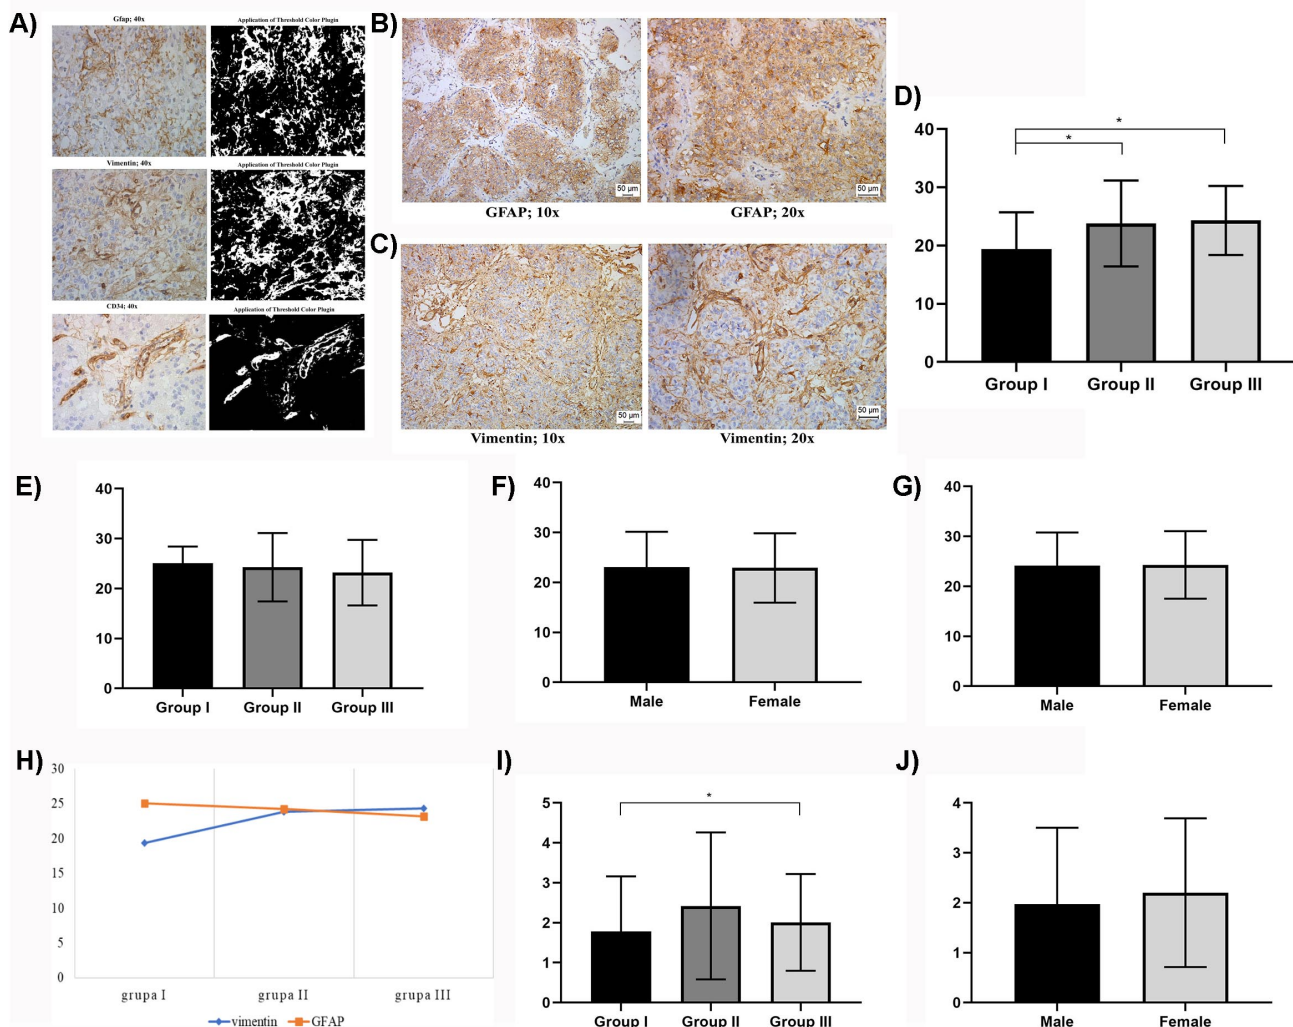 A)
Gfap; 40x
Application of Threshold Color Plugin
Vimentin; 40x
Application of Threshold Color Plugin
CD34; 40x
Application of Threshold Color Plugin
B)
50 µm
50 µm
GFAP; 10x
GFAP; 20x
C)
50 µm
50 µm
Vimentin; 10x
Vimentin; 20x
D)
40
30
20
10
0
*
*
Group I
Group II
Group III
E)
40
30
20
10
0
Group I
Group II
Group III
F)
40
30
20
10
0
Male
Female
G)
40
30
20
10
0
Male
Female
H)
30
25
20
15
10
5
0
grupa I
grupa II
grupa III
vimentin
GFAP
I)
5
4
3
2
1
0
*
Group I
Group II
Group III
J)
4
3
2
1
0
Male
Female